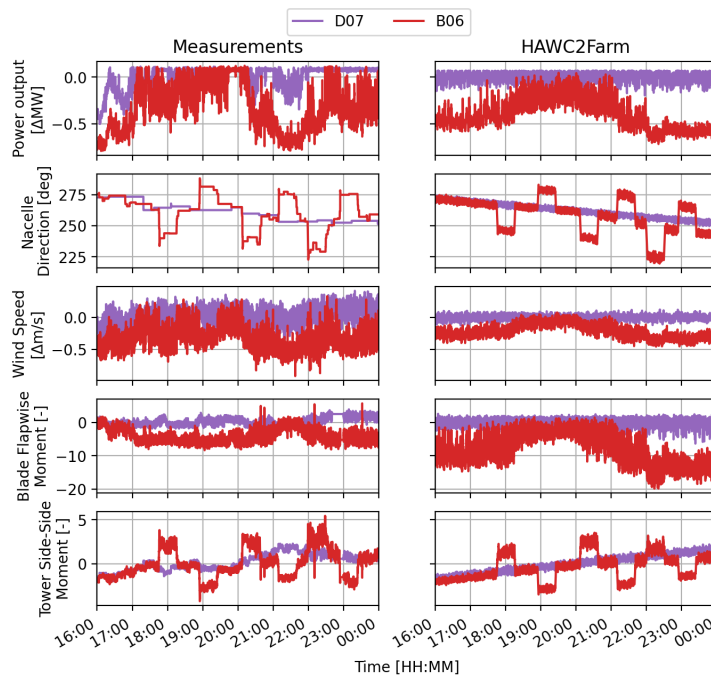 D07 B06
Measurements HAWC2Farm
Power output
[ΔMW]
0.0
−0.5
Nacelle
Direction [deg]
275
250
225
Wind Speed
[Δm/s]
0.0
−0.5
Blade Flapwise
Moment [-]
0
−10
−20
Tower Side-Side
Moment [-]
5
0
16:00 17:00 18:00 19:00 20:00 21:00 22:00 23:00 00:00 16:00 17:00 18:00 19:00 20:00 21:00 22:00 23:00 00:00
Time [HH:MM]